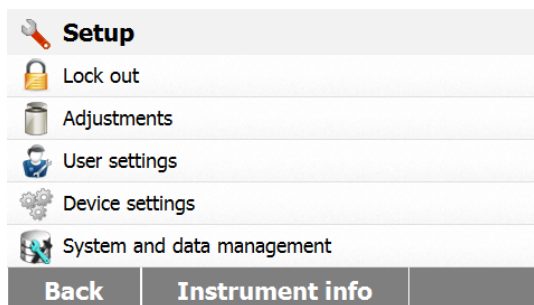 Setup
Lock out
Adjustments
User settings
Device settings
System and data management
Back Instrument info